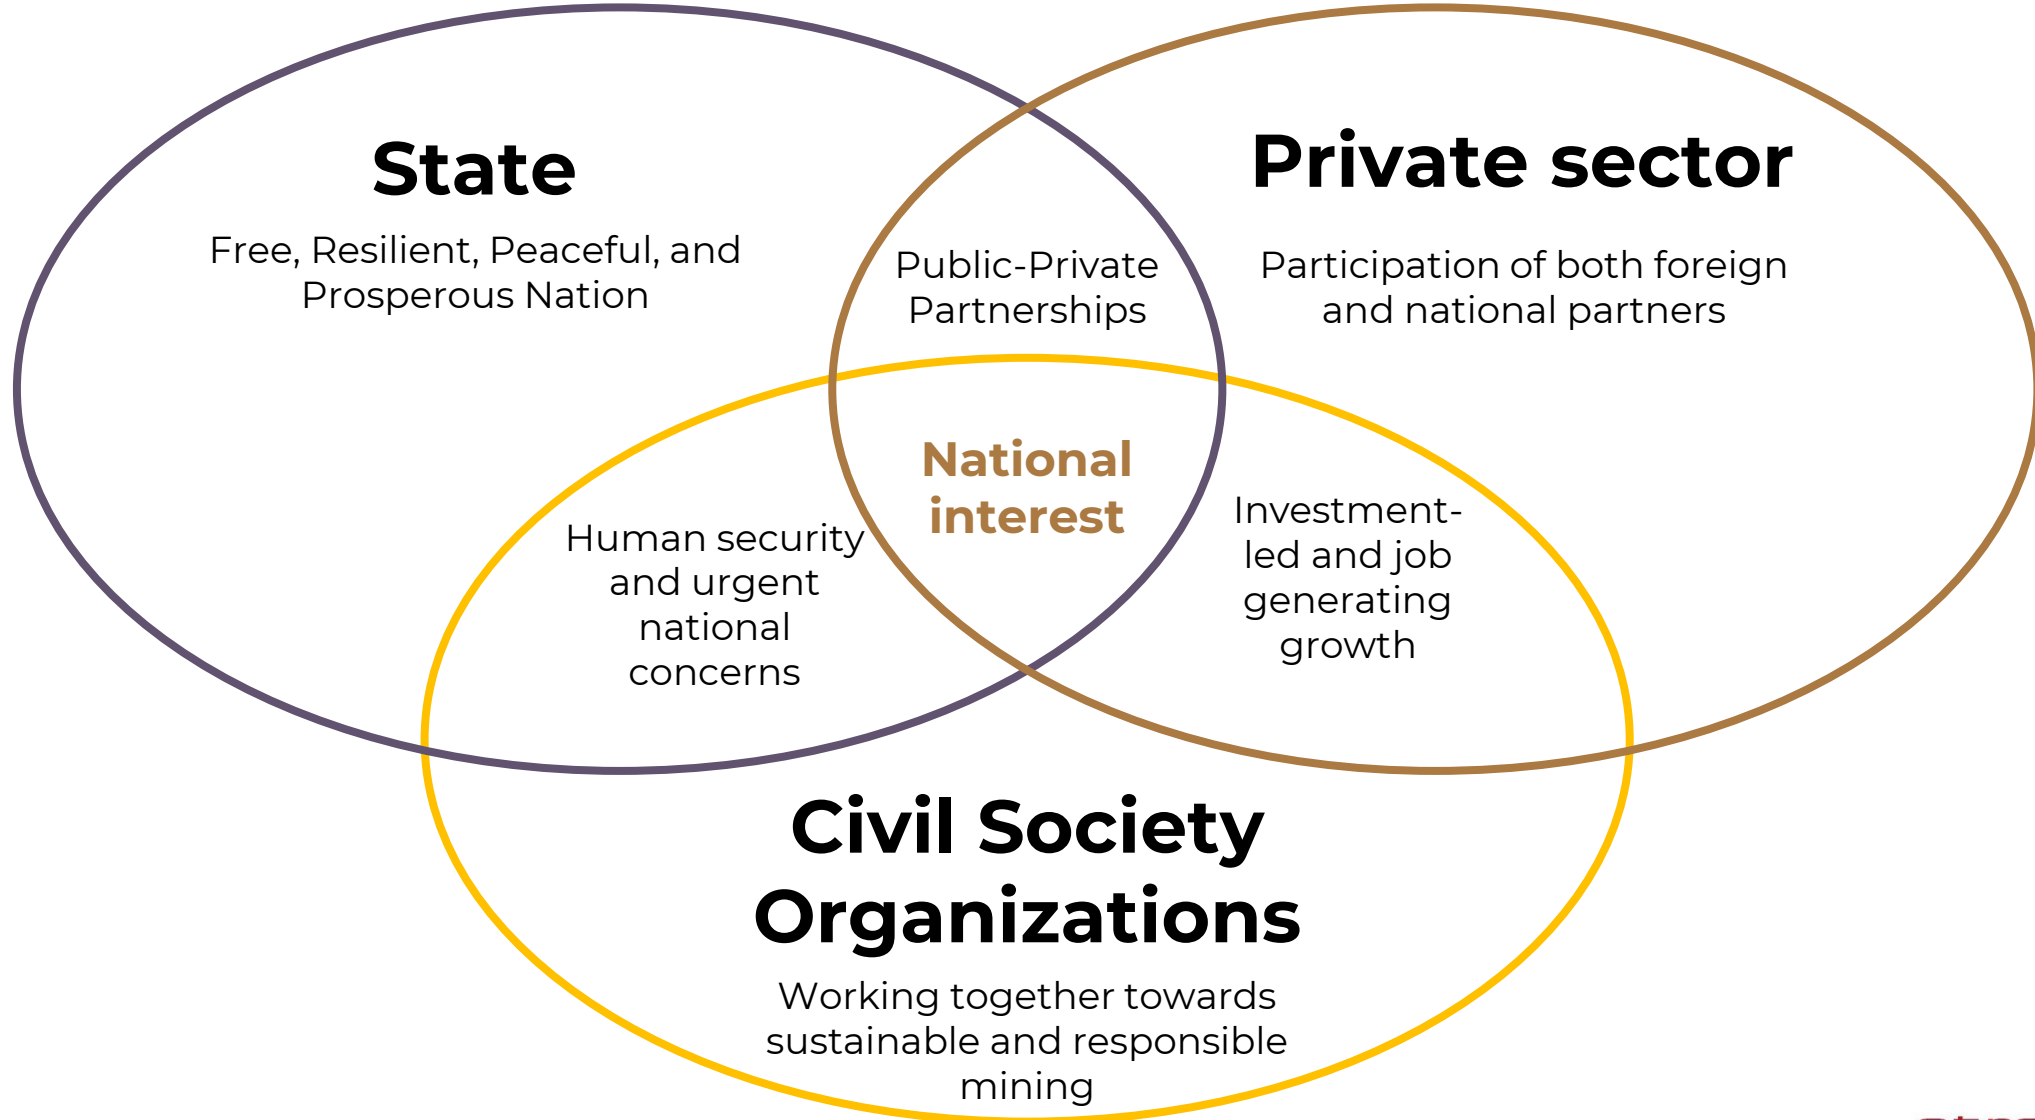 State
Free, Resilient, Peaceful, and
Prosperous Nation
Private sector
Participation of both foreign
and national partners
Public-Private
Partnerships
National
interest
Human security
and urgent
national
concerns
Investment-
led and job
generating
growth
Civil Society
Organizations
Working together towards
sustainable and responsible
mining